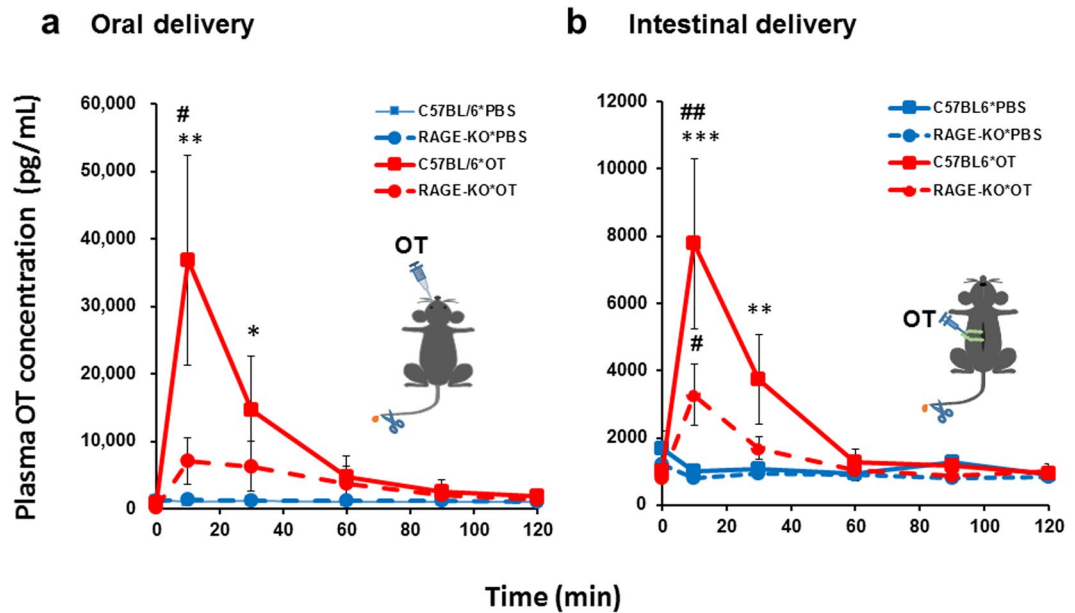 a Oral delivery
Plasma OT concentration (pg/mL)
60,000
50,000
40,000
30,000
20,000
10,000
0
0 20 40 60 80 100 120
#
**
*
C57BL/6*PBS
RAGE-KO*PBS
C57BL/6*OT
RAGE-KO*OT
OT
b Intestinal delivery
12000
10000
8000
6000
4000
2000
0
0 20 40 60 80 100 120
##
***
#
**
C57BL6*PBS
RAGE-KO*PBS
C57BL6*OT
RAGE-KO*OT
OT
Time (min)